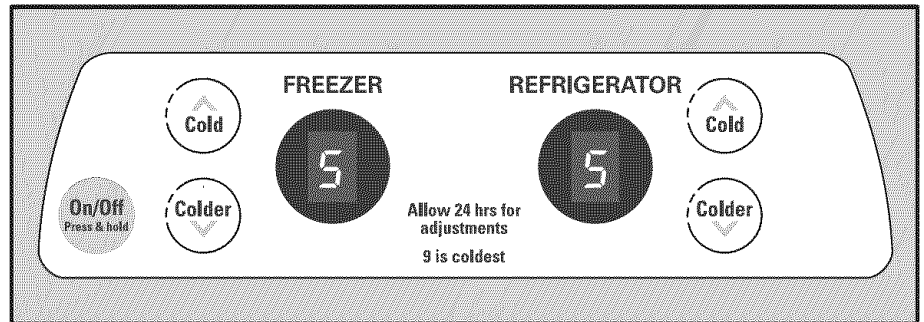 FREEZER
REFRIGERATOR
Cold
5
5
Cold
On/Off
Press & hold
Colder
Allow 24 hrs for
adjustments
9 is coldest
Colder